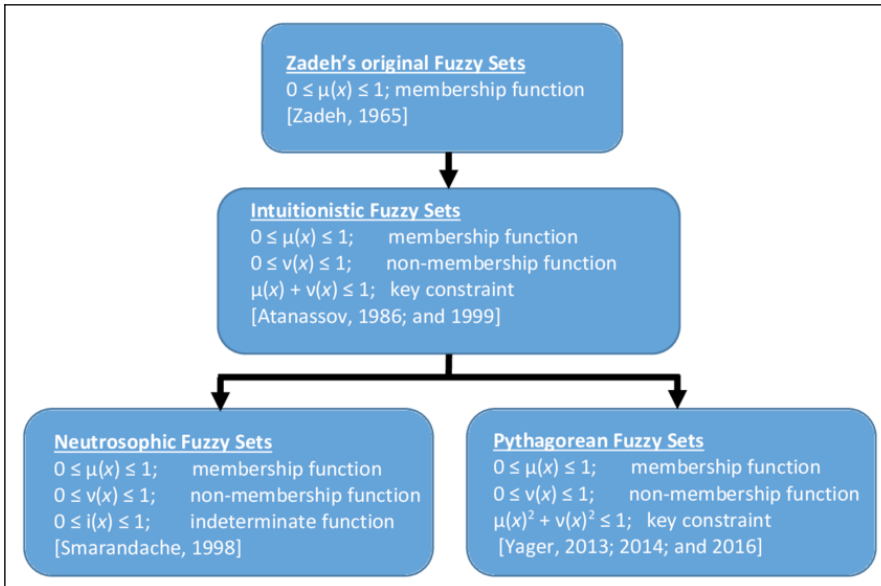 Zadeh's original Fuzzy Sets
0 ≤ μ(x) ≤ 1; membership function
[Zadeh, 1965]
Intuitionistic Fuzzy Sets
0 ≤ μ(x) ≤ 1; membership function
0 ≤ ν(x) ≤ 1; non-membership function
μ(x) + ν(x) ≤ 1; key constraint
[Atanassov, 1986; and 1999]
Neutrosophic Fuzzy Sets
0 ≤ μ(x) ≤ 1; membership function
0 ≤ ν(x) ≤ 1; non-membership function
0 ≤ i(x) ≤ 1; indeterminate function
[Smarandache, 1998]
Pythagorean Fuzzy Sets
0 ≤ μ(x) ≤ 1; membership function
0 ≤ ν(x) ≤ 1; non-membership function
μ(x)² + ν(x)² ≤ 1; key constraint
[Yager, 2013; 2014; and 2016]